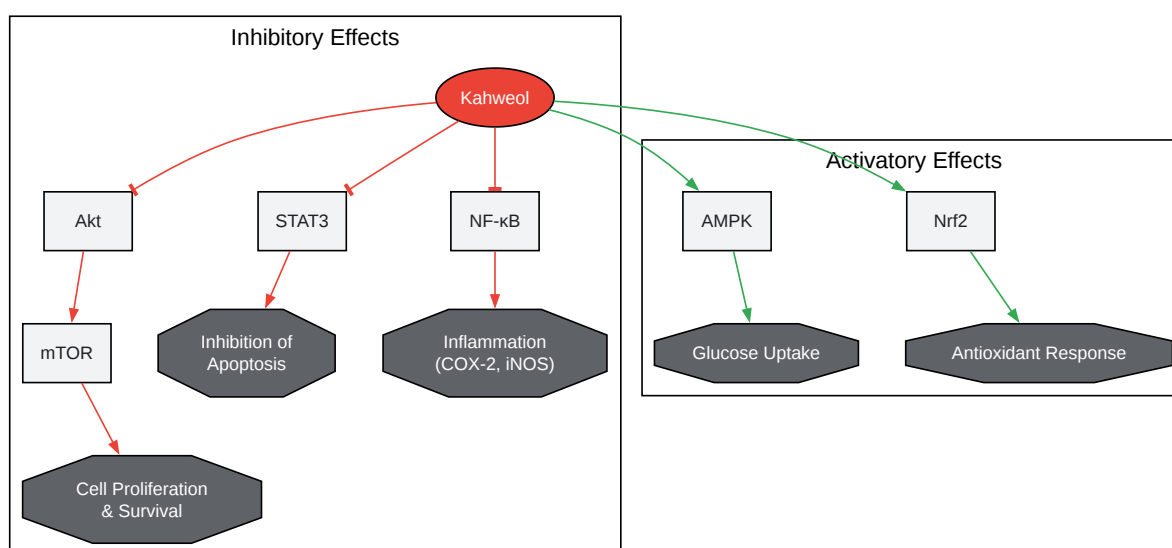 Inhibitory Effects
Kahweol
Activatory Effects
Akt
STAT3
NF-κB
AMPK
Nrf2
mTOR
Inhibition of
Apoptosis
Inflammation
(COX-2, iNOS)
Glucose Uptake
Antioxidant Response
Cell Proliferation
& Survival